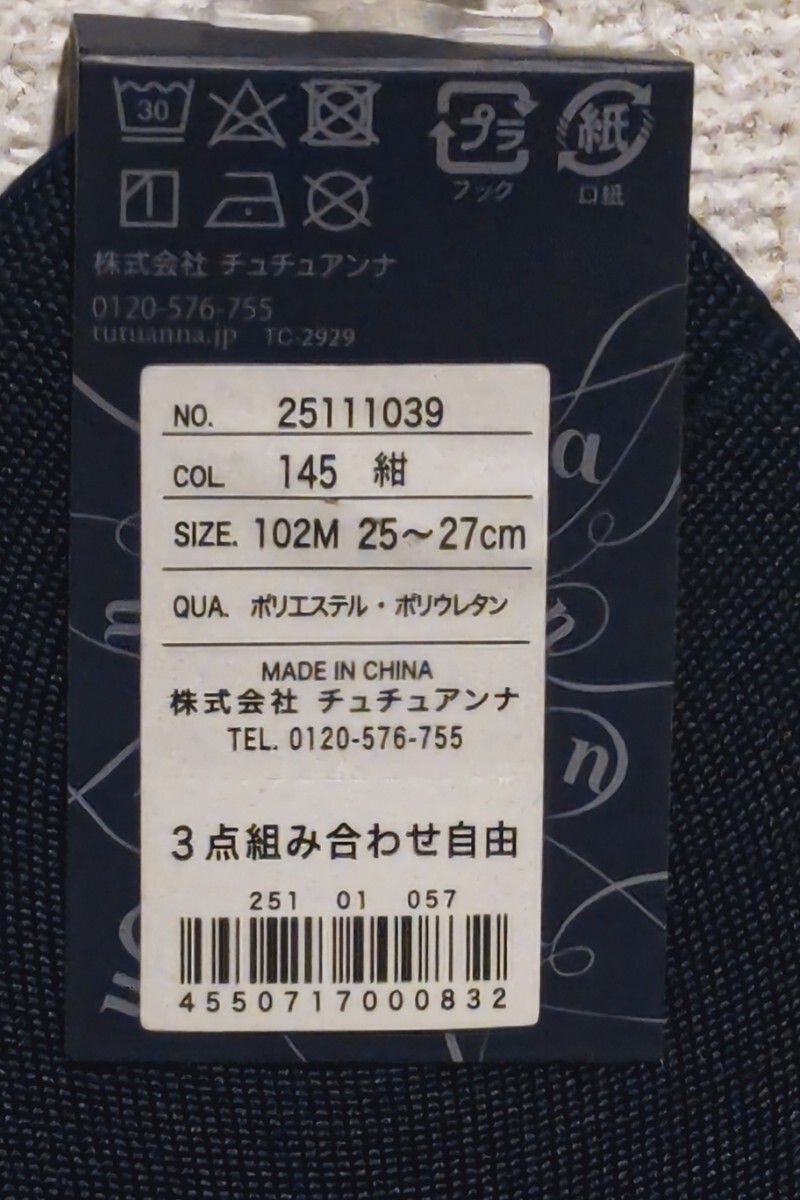 30
プラ
紙
フック
口紙
株式会社 チュチュアンナ
0120-576-755
tutuanna.jp TC-2929
NO. 25111039
COL. 145 紺
a
SIZE. 102M 25〜27cm
QUA. ポリエステル・ポリウレタン
n
n
MADE IN CHINA
株式会社 チュチュアンナ
TEL. 0120-576-755
n
3点組み合わせ自由
251 01 057
4550717000832